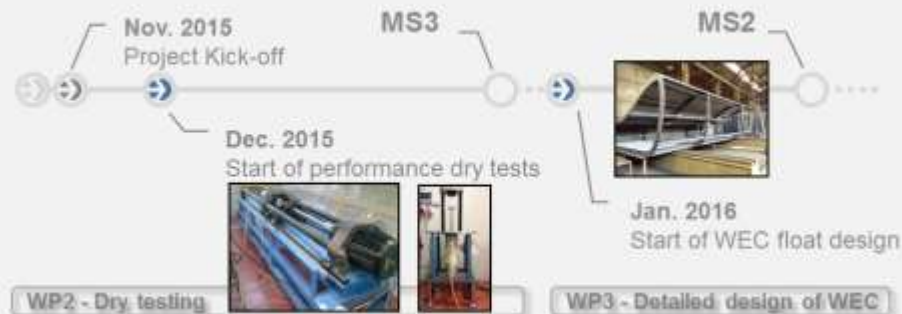 Nov. 2015
Project Kick-off
MS3
MS2
Dec. 2015
Start of performance dry tests
Jan. 2016
Start of WEC float design
WP2 - Dry testing
WP3 - Detailed design of WEC